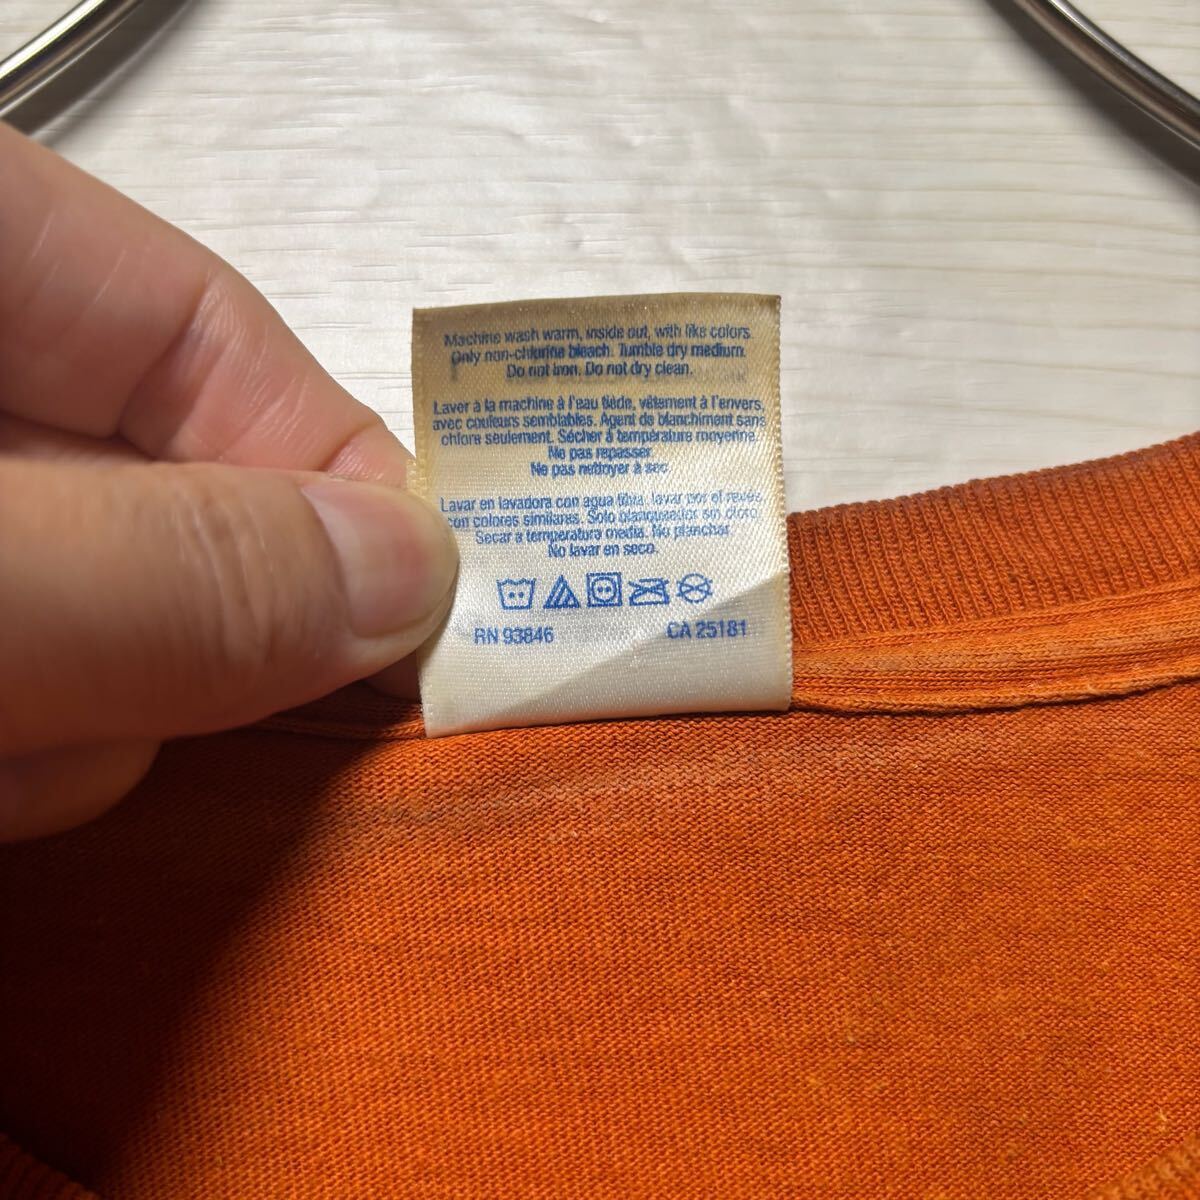 Machine wash warm, inside out, with like colors.
Only non-chlorine bleach. Tumble dry medium.
Do not iron. Do not dry clean.
Laver à la machine à l'eau tiède, vêtement à l'envers,
avec couleurs semblables. Agent de blanchiment sans
chlore seulement. Sécher à température moyenne.
Ne pas repasser.
Ne pas nettoyer à sec.
Lavar en lavadora con agua tibia, lavar por el reves
con colores similares. Solo blanqueador sin cloro.
Secar a temperatura media. No planchar.
No lavar en seco.
RN 93846 CA 25181